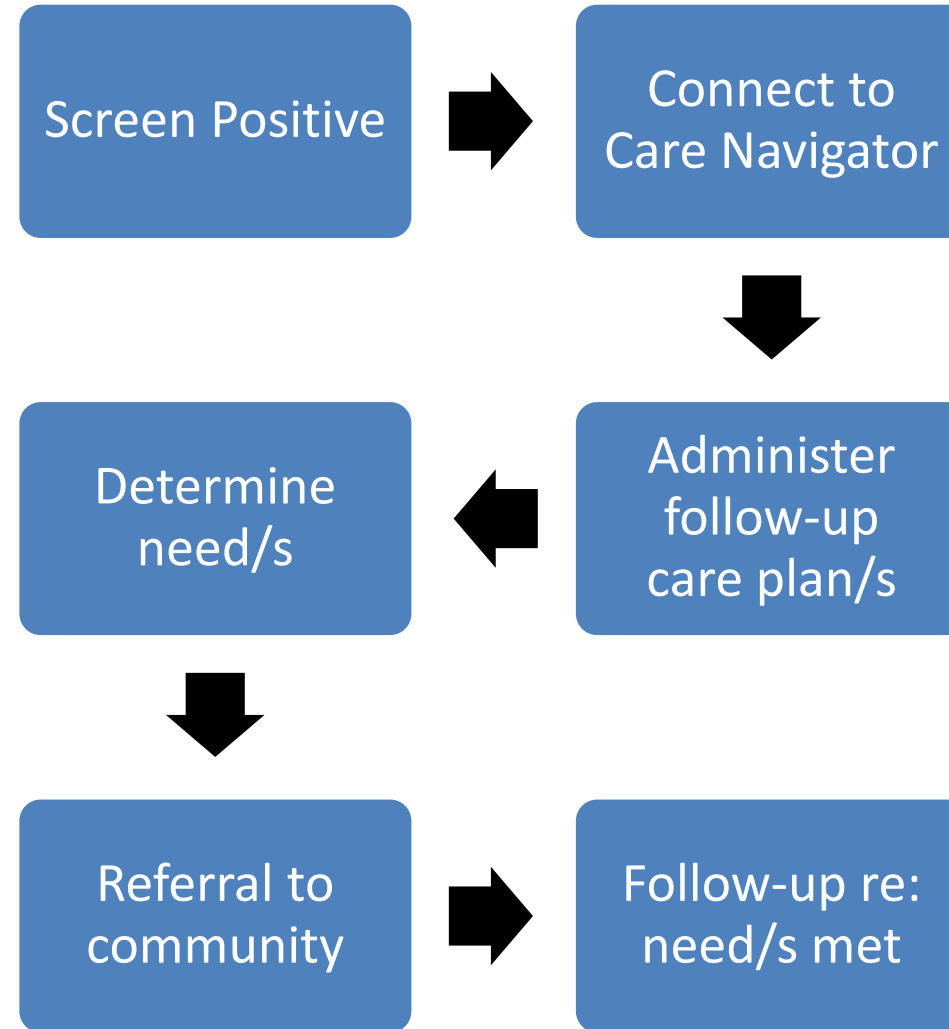 Screen Positive
Connect to
Care Navigator
Administer
follow-up
care plan/s
Determine
need/s
Referral to
community
Follow-up re:
need/s met